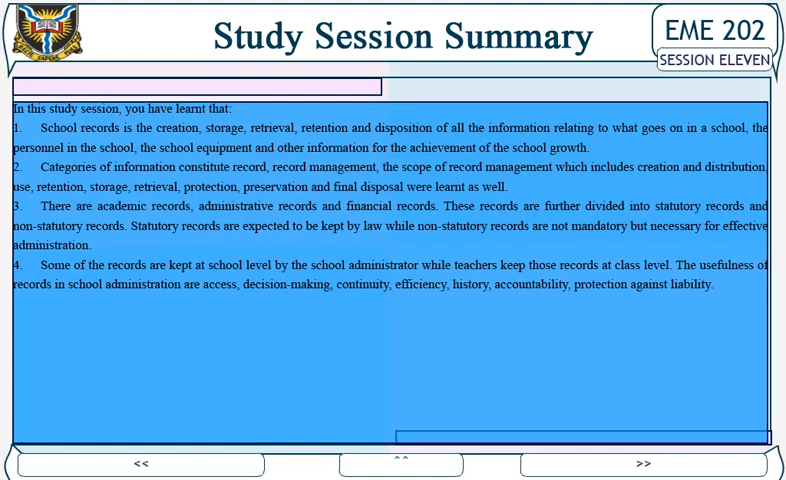 Study Session Summary
EME 202
SESSION ELEVEN
In this study session, you have learnt that:
1. School records is the creation, storage, retrieval, retention and disposition of all the information relating to what goes on in a school, the
personnel in the school, the school equipment and other information for the achievement of the school growth.
2. Categories of information constitute record, record management, the scope of record management which includes creation and distribution,
use, retention, storage, retrieval, protection, preservation and final disposal were learnt as well.
3. There are academic records, administrative records and financial records. These records are further divided into statutory records and
non-statutory records. Statutory records are expected to be kept by law while non-statutory records are not mandatory but necessary for effective
administration.
4. Some of the records are kept at school level by the school administrator while teachers keep those records at class level. The usefulness of
records in school administration are access, decision-making, continuity, efficiency, history, accountability, protection against liability.
<< ^^ >>